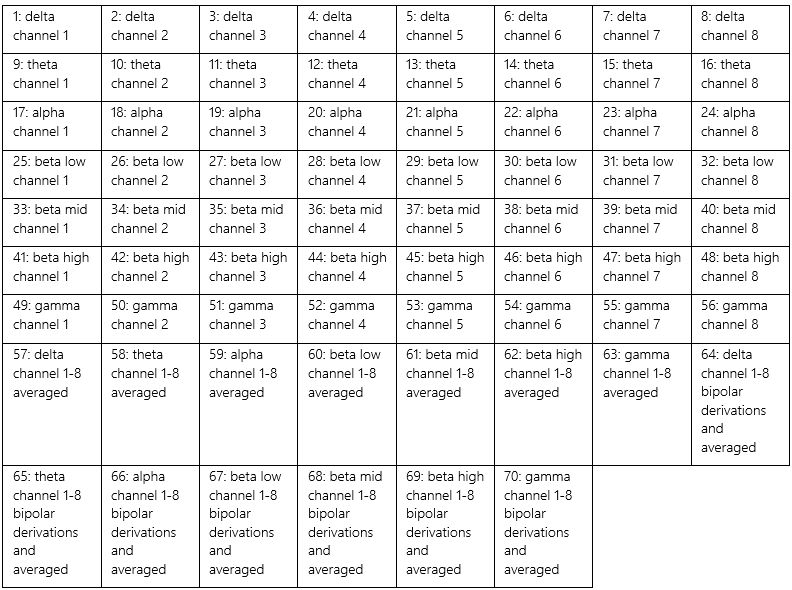 1: delta
channel 1
2: delta
channel 2
3: delta
channel 3
4: delta
channel 4
5: delta
channel 5
6: delta
channel 6
7: delta
channel 7
8: delta
channel 8
9: theta
channel 1
10: theta
channel 2
11: theta
channel 3
12: theta
channel 4
13: theta
channel 5
14: theta
channel 6
15: theta
channel 7
16: theta
channel 8
17: alpha
channel 1
18: alpha
channel 2
19: alpha
channel 3
20: alpha
channel 4
21: alpha
channel 5
22: alpha
channel 6
23: alpha
channel 7
24: alpha
channel 8
25: beta low
channel 1
26: beta low
channel 2
27: beta low
channel 3
28: beta low
channel 4
29: beta low
channel 5
30: beta low
channel 6
31: beta low
channel 7
32: beta low
channel 8
33: beta mid
channel 1
34: beta mid
channel 2
35: beta mid
channel 3
36: beta mid
channel 4
37: beta mid
channel 5
38: beta mid
channel 6
39: beta mid
channel 7
40: beta mid
channel 8
41: beta high
channel 1
42: beta high
channel 2
43: beta high
channel 3
44: beta high
channel 4
45: beta high
channel 5
46: beta high
channel 6
47: beta high
channel 7
48: beta high
channel 8
49: gamma
channel 1
50: gamma
channel 2
51: gamma
channel 3
52: gamma
channel 4
53: gamma
channel 5
54: gamma
channel 6
55: gamma
channel 7
56: gamma
channel 8
57: delta
channel 1-8
averaged
58: theta
channel 1-8
averaged
59: alpha
channel 1-8
averaged
60: beta low
channel 1-8
averaged
61: beta mid
channel 1-8
averaged
62: beta high
channel 1-8
averaged
63: gamma
channel 1-8
averaged
64: delta
channel 1-8
bipolar
derivations
and
averaged
65: theta
channel 1-8
bipolar
derivations
and
averaged
66: alpha
channel 1-8
bipolar
derivations
and
averaged
67: beta low
channel 1-8
bipolar
derivations
and
averaged
68: beta mid
channel 1-8
bipolar
derivations
and
averaged
69: beta high
channel 1-8
bipolar
derivations
and
averaged
70: gamma
channel 1-8
bipolar
derivations
and
averaged